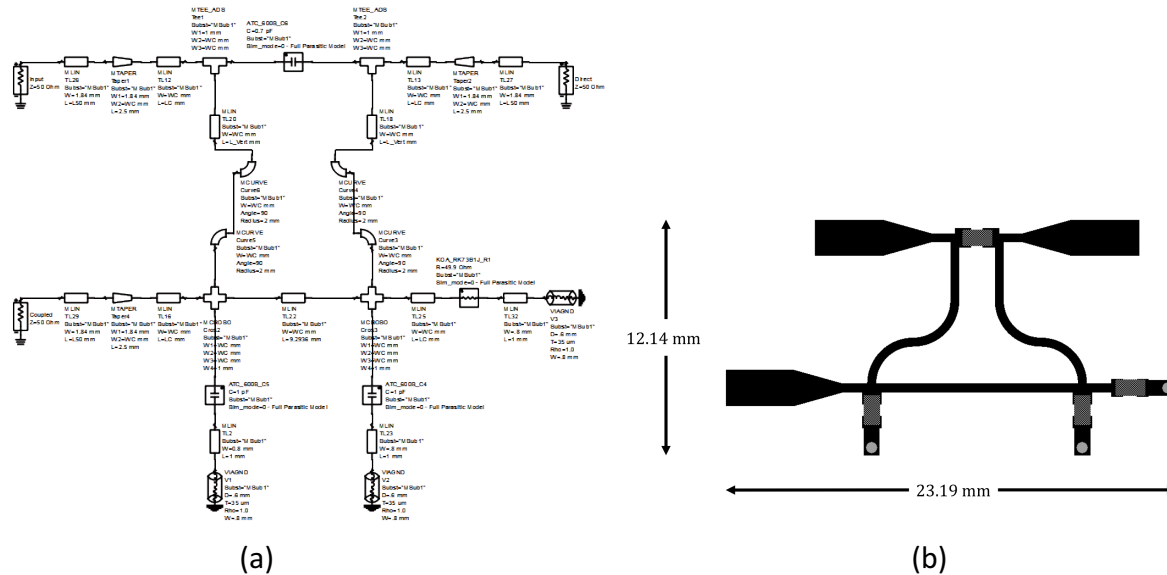 MTEE_ADS
Tee1
Subst="MSub1"
W1=1 mm
W2=WC mm
W3=WC mm
ATC_600S_C6
C=0.7 pF
Subst="MSub1"
Sim_mode=0 - Full Parasitic Model
MTEE_ADS
Tee2
Subst="MSub1"
W1=1 mm
W2=WC mm
W3=WC mm
Input
Z=50 Ohm
MLIN
TL26
Subst="MSub1"
W=1.84 mm
L=L50 mm
MTAPER
Taper1
Subst="MSub1"
W1=1.84 mm
W2=WC mm
L=2.5 mm
MLIN
TL12
Subst="MSub1"
W=WC mm
L=LC mm
MLIN
TL13
Subst="MSub1"
W=WC mm
L=LC mm
MTAPER
Taper2
Subst="MSub1"
W1=1.84 mm
W2=WC mm
L=2.5 mm
MLIN
TL27
Subst="MSub1"
W=1.84 mm
L=L50 mm
Direct
Z=50 Ohm
MLIN
TL20
Subst="MSub1"
W=WC mm
L=L_Vert mm
MLIN
TL18
Subst="MSub1"
W=WC mm
L=L_Vert mm
MCURVE
Curve6
Subst="MSub1"
W=WC mm
Angle=90
Radius=2 mm
MCURVE
Curve4
Subst="MSub1"
W=WC mm
Angle=90
Radius=2 mm
MCURVE
Curve5
Subst="MSub1"
W=WC mm
Angle=90
Radius=2 mm
MCURVE
Curve3
Subst="MSub1"
W=WC mm
Angle=90
Radius=2 mm
KOA_RK73B1J_R1
R=49.9 Ohm
Subst="MSub1"
Sim_mode=0 - Full Parasitic Model
Coupled
Z=50 Ohm
MLIN
TL29
Subst="MSub1"
W=1.84 mm
L=L50 mm
MTAPER
Taper4
Subst="MSub1"
W1=1.84 mm
W2=WC mm
L=2.5 mm
MLIN
TL16
Subst="MSub1"
W=WC mm
L=LC mm
MCROSO
Cros2
Subst="MSub1"
W1=WC mm
W2=WC mm
W3=WC mm
W4=1 mm
MLIN
TL22
Subst="MSub1"
W=WC mm
L=9.2936 mm
MCROSO
Cros3
Subst="MSub1"
W1=WC mm
W2=WC mm
W3=WC mm
W4=1 mm
MLIN
TL25
Subst="MSub1"
W=WC mm
L=LC mm
MLIN
TL32
Subst="MSub1"
W=.8 mm
L=1 mm
VIAGND
V3
Subst="MSub1"
D=.6 mm
T=35 um
Rho=1.0
W=.8 mm
ATC_600S_C5
C=1 pF
Subst="MSub1"
Sim_mode=0 - Full Parasitic Model
ATC_600S_C4
C=1 pF
Subst="MSub1"
Sim_mode=0 - Full Parasitic Model
MLIN
TL2
Subst="MSub1"
W=0.8 mm
L=1 mm
MLIN
TL23
Subst="MSub1"
W=.8 mm
L=1 mm
VIAGND
V1
Subst="MSub1"
D=.6 mm
T=35 um
Rho=1.0
W=.8 mm
VIAGND
V2
Subst="MSub1"
D=.6 mm
T=35 um
Rho=1.0
W=.8 mm
(a)
12.14 mm
23.19 mm
(b)